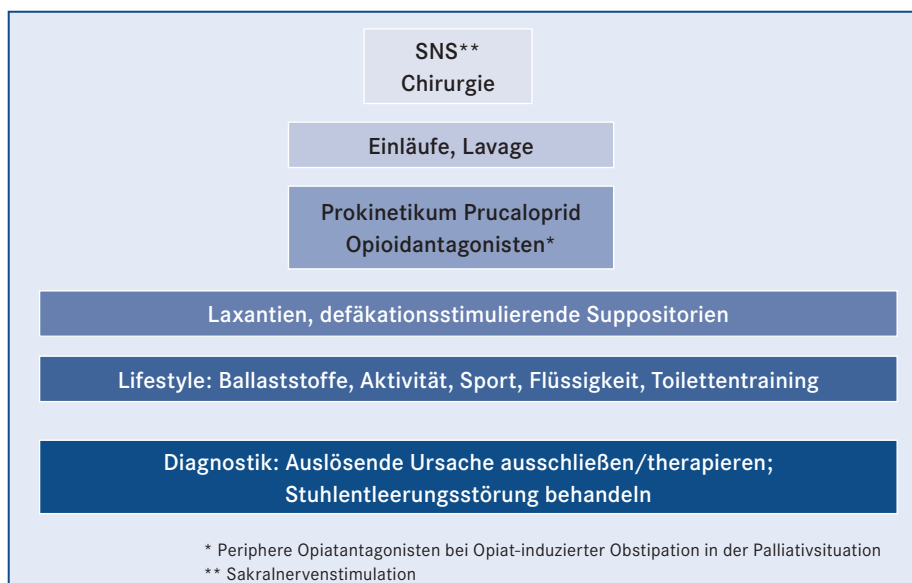 SNS**
Chirurgie
Einläufe, Lavage
Prokinetikum Prucaloprid
Opioidantagonisten*
Laxantien, defäkationsstimulierende Suppositorien
Lifestyle: Ballaststoffe, Aktivität, Sport, Flüssigkeit, Toilettentraining
Diagnostik: Auslösende Ursache ausschließen/therapieren;
Stuhlentleerungsstörung behandeln
* Periphere Opiatantagonisten bei Opiat-induzierter Obstipation in der Palliativsituation
** Sakralnervenstimulation